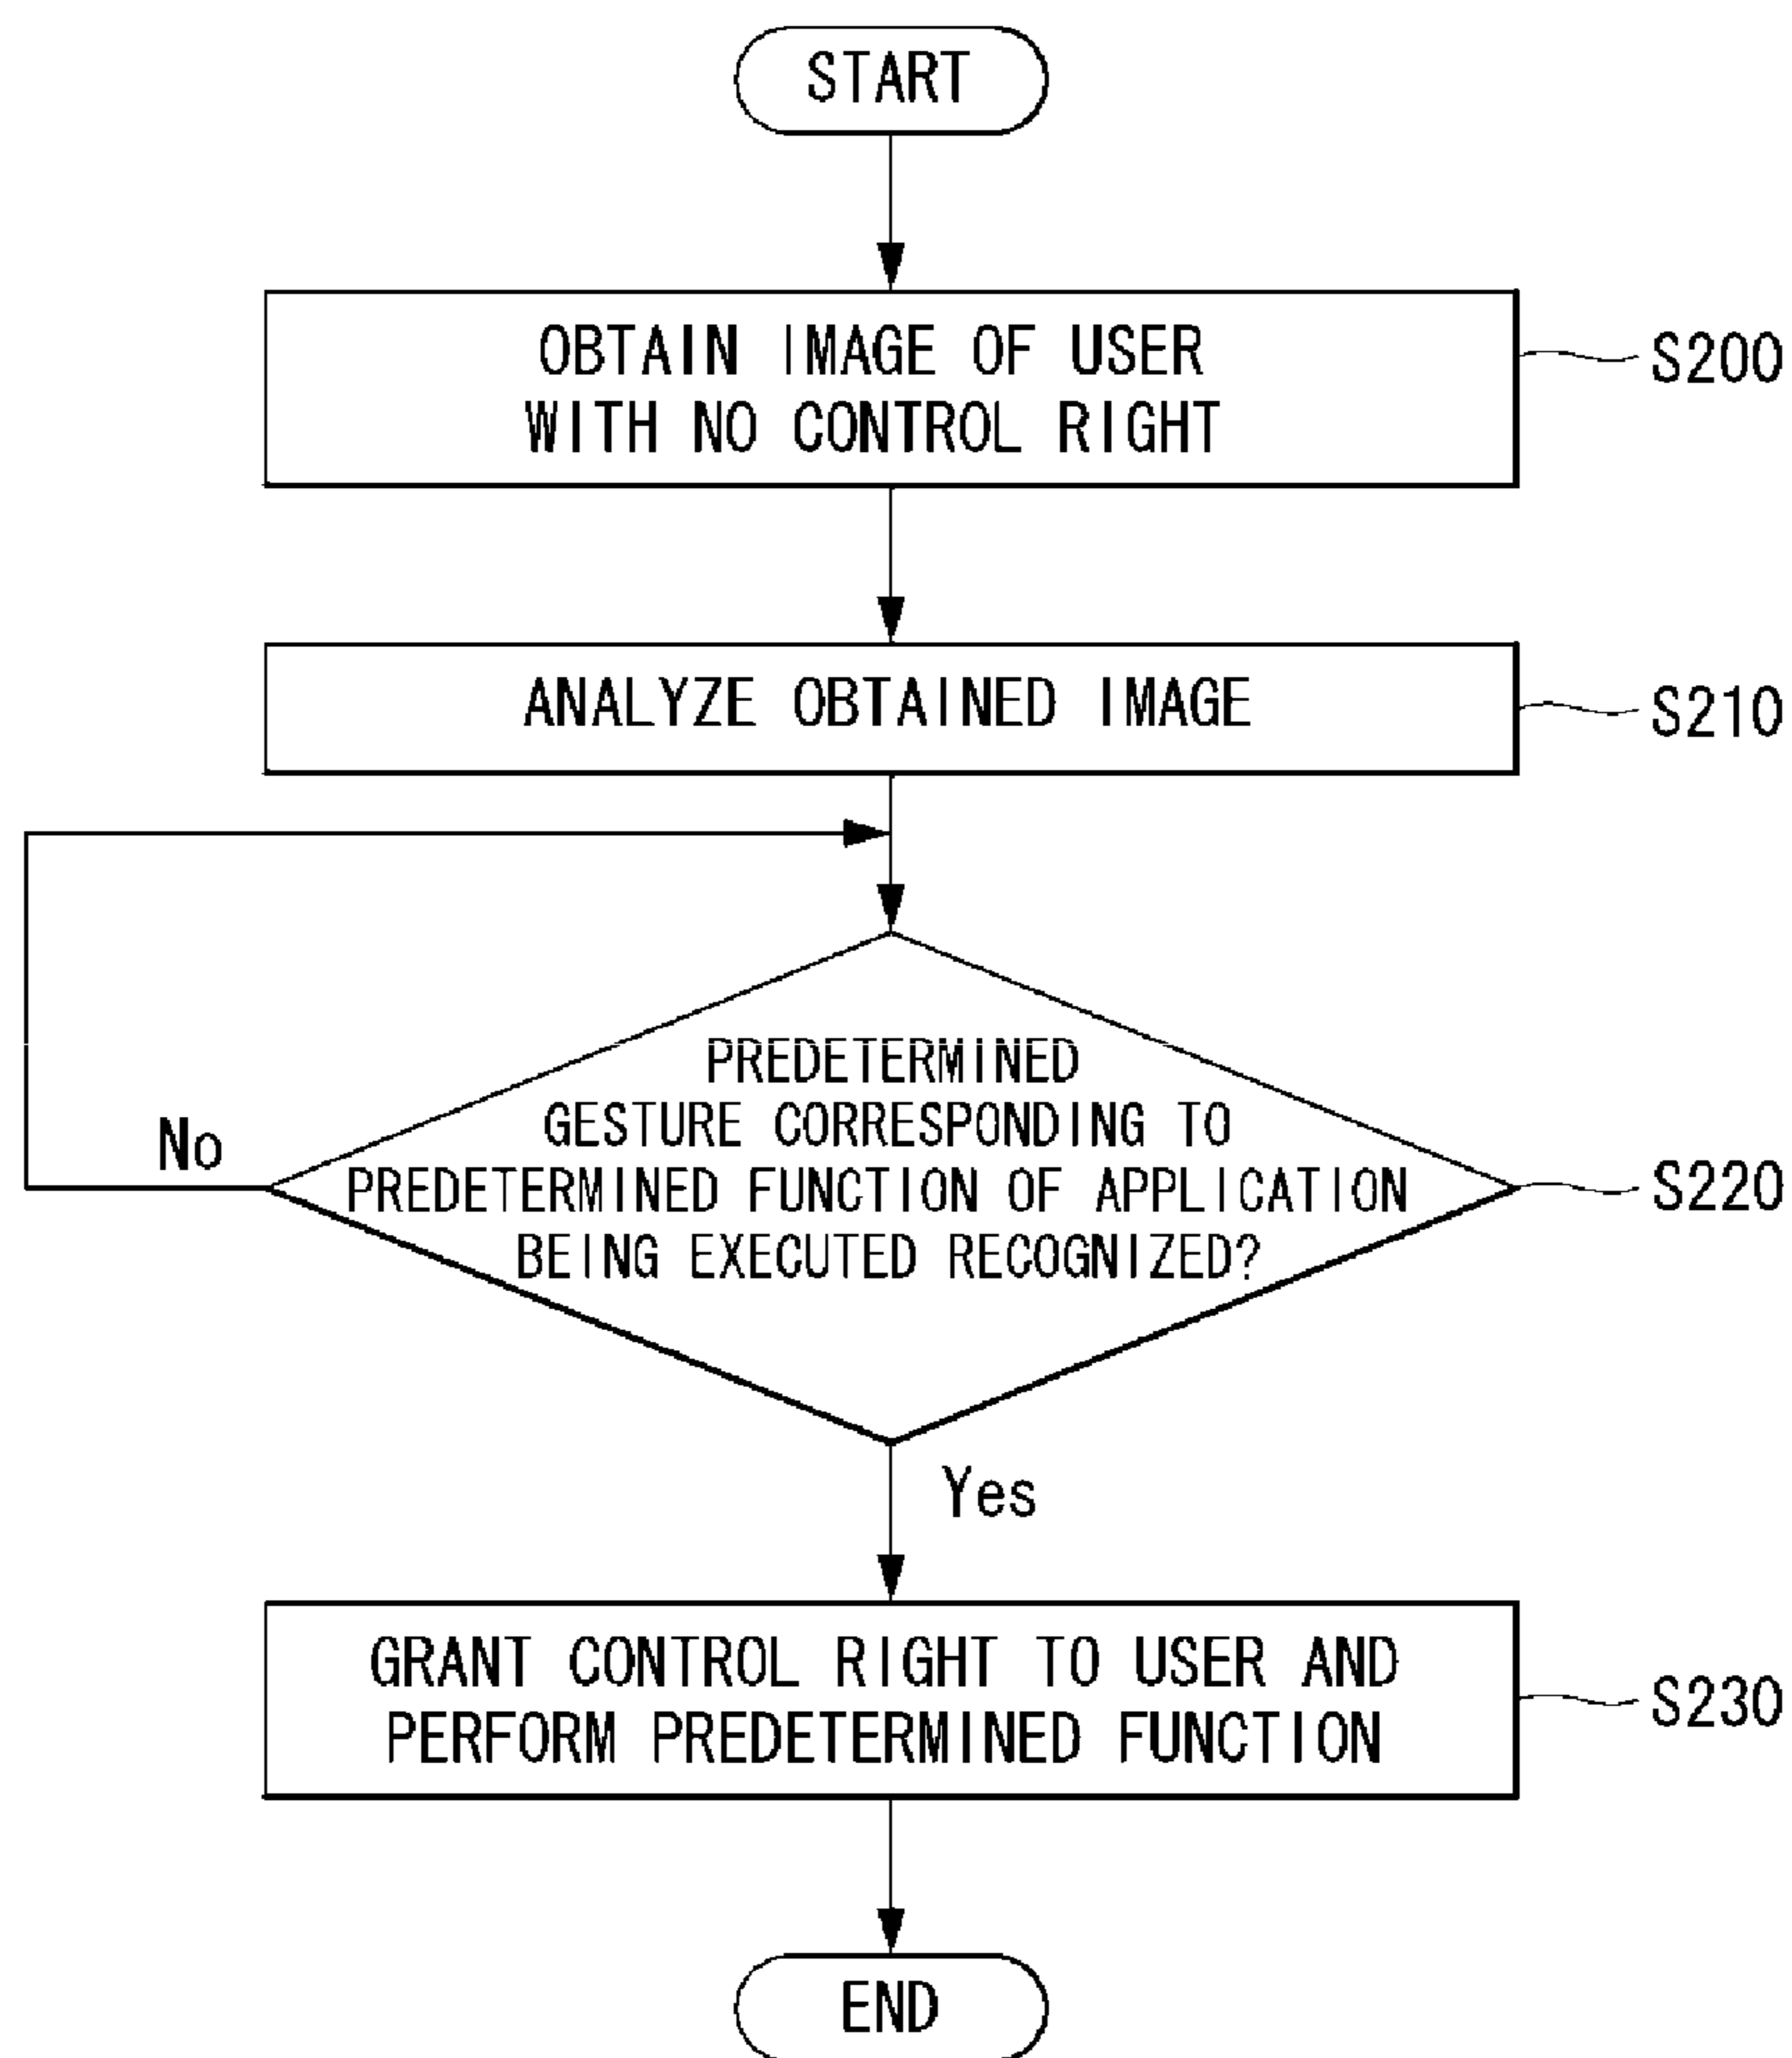 START
OBTAIN IMAGE OF USER
WITH NO CONTROL RIGHT
S200
ANALYZE OBTAINED IMAGE
S210
PREDETERMINED
GESTURE CORRESPONDING TO
PREDETERMINED FUNCTION OF APPLICATION
BEING EXECUTED RECOGNIZED?
No
S220
Yes
GRANT CONTROL RIGHT TO USER AND
PERFORM PREDETERMINED FUNCTION
S230
END